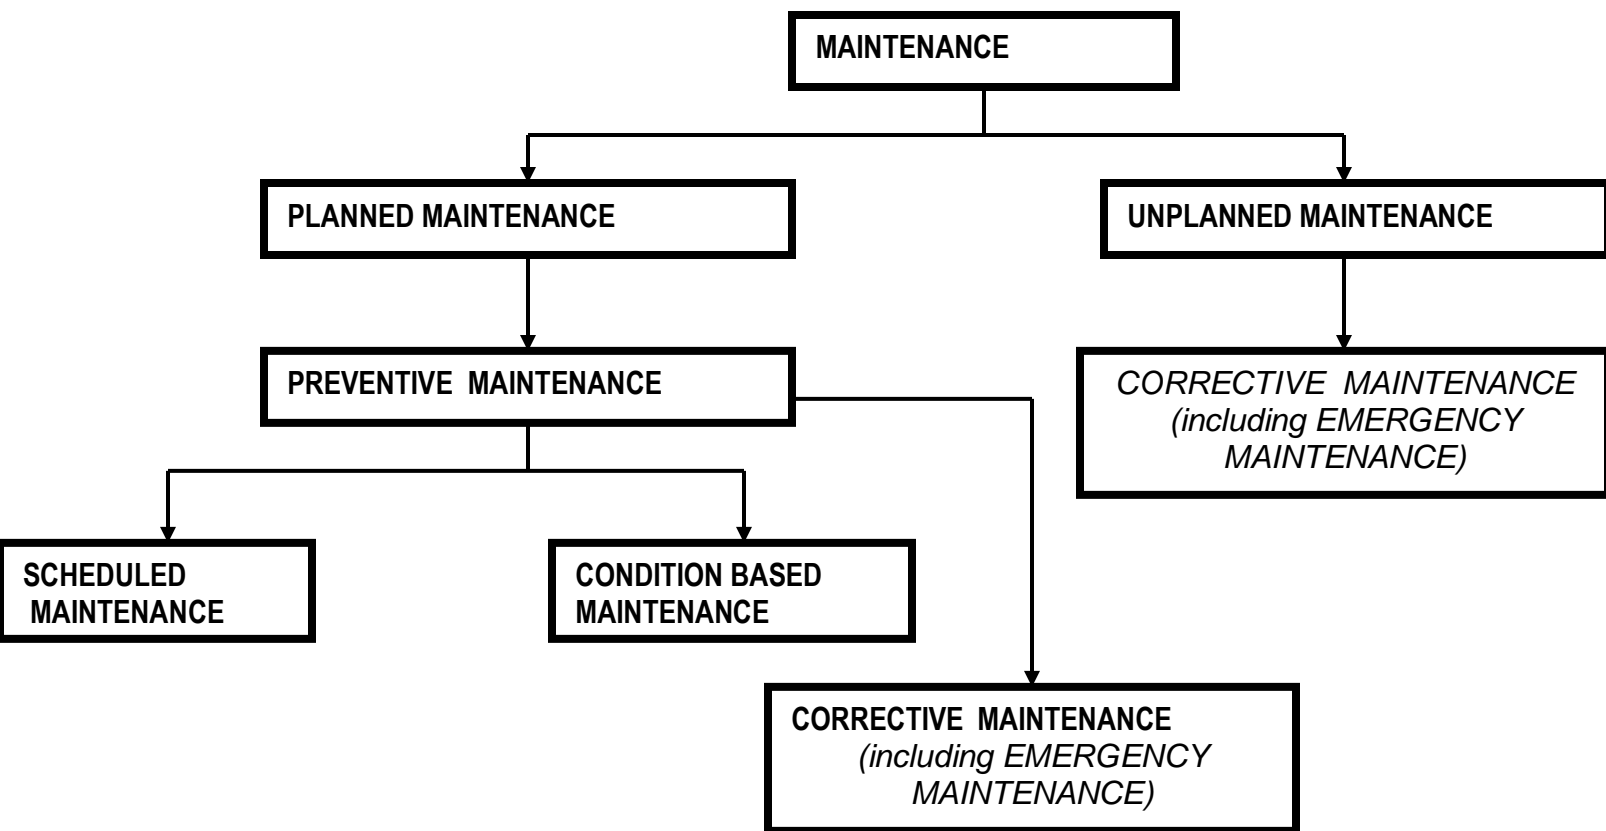 MAINTENANCE
PLANNED MAINTENANCE
UNPLANNED MAINTENANCE
PREVENTIVE MAINTENANCE
CORRECTIVE MAINTENANCE
(including EMERGENCY
MAINTENANCE)
SCHEDULED
MAINTENANCE
CONDITION BASED
MAINTENANCE
CORRECTIVE MAINTENANCE
(including EMERGENCY
MAINTENANCE)